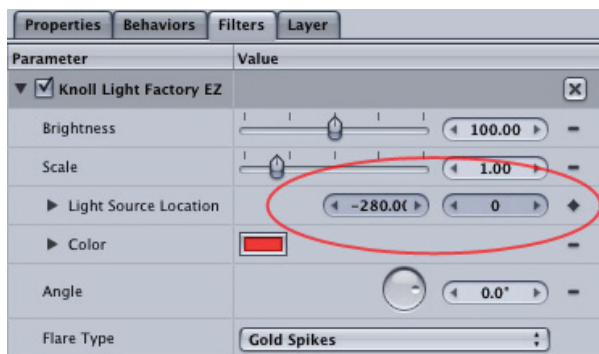 Properties Behaviors Filters Layer
Parameter Value
Knoll Light Factory EZ
Brightness 100.00
Scale 1.00
Light Source Location -280.0( 0
Color
Angle 0.0°
Flare Type Gold Spikes